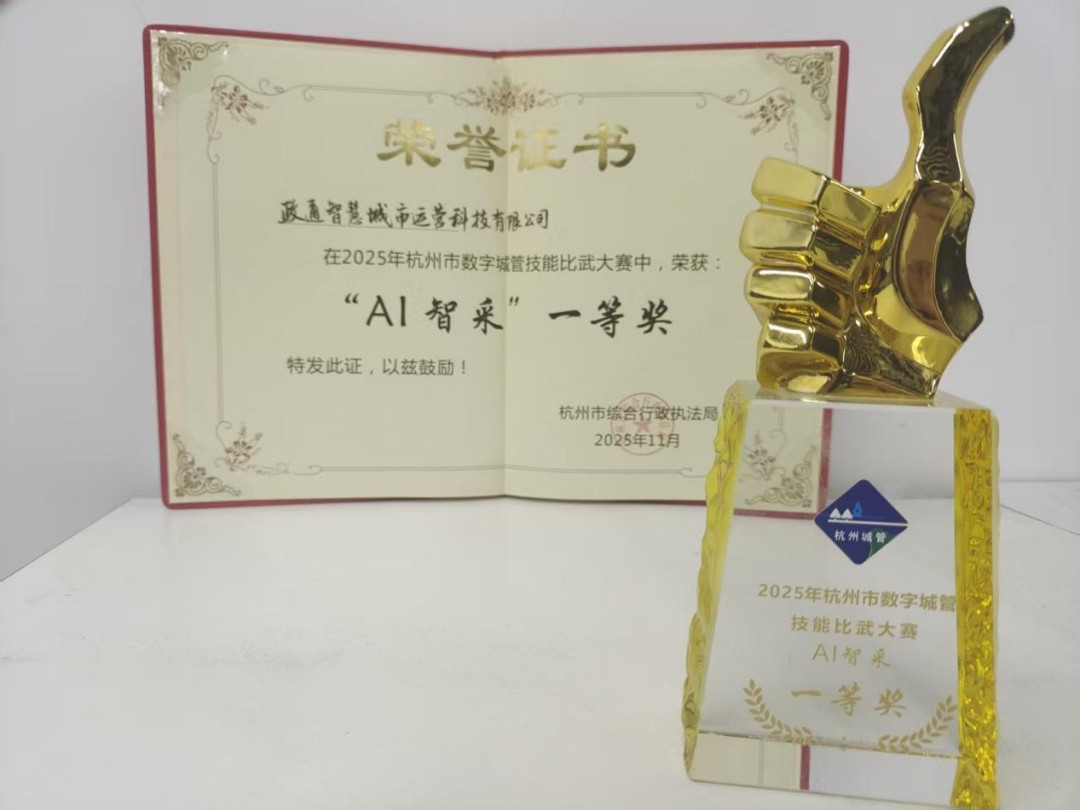 荣誉证书
政通智慧城市运营科技有限公司
在2025年杭州市数字城管技能比武大赛中，荣获：
“AI 智采” 一等奖
特发此证，以兹鼓励！
杭州市综合行政执法局
2025年11月
杭州城管
2025年杭州市数字城管
技能比武大赛
AI智采
一等奖